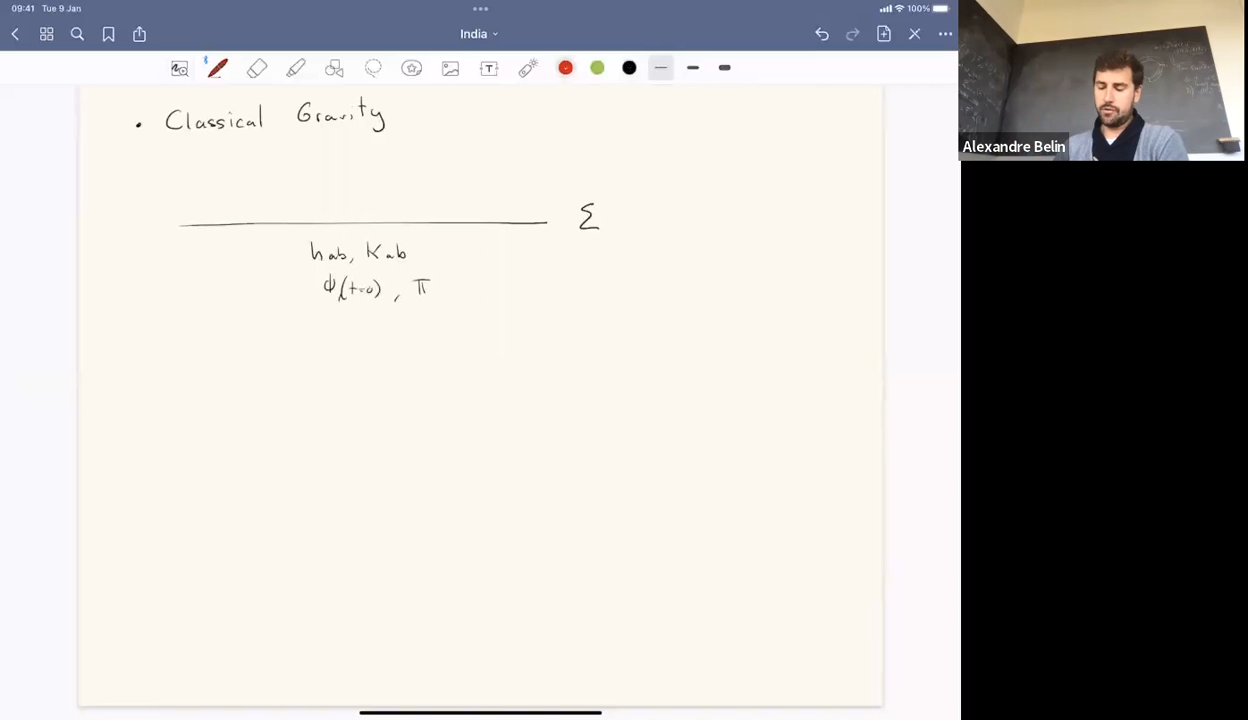 09:41 Tue 9 Jan
100%
India
T
Alexandre Belin
• Classical Gravity
Σ
hab, Kab
ϕ(t=0), Π